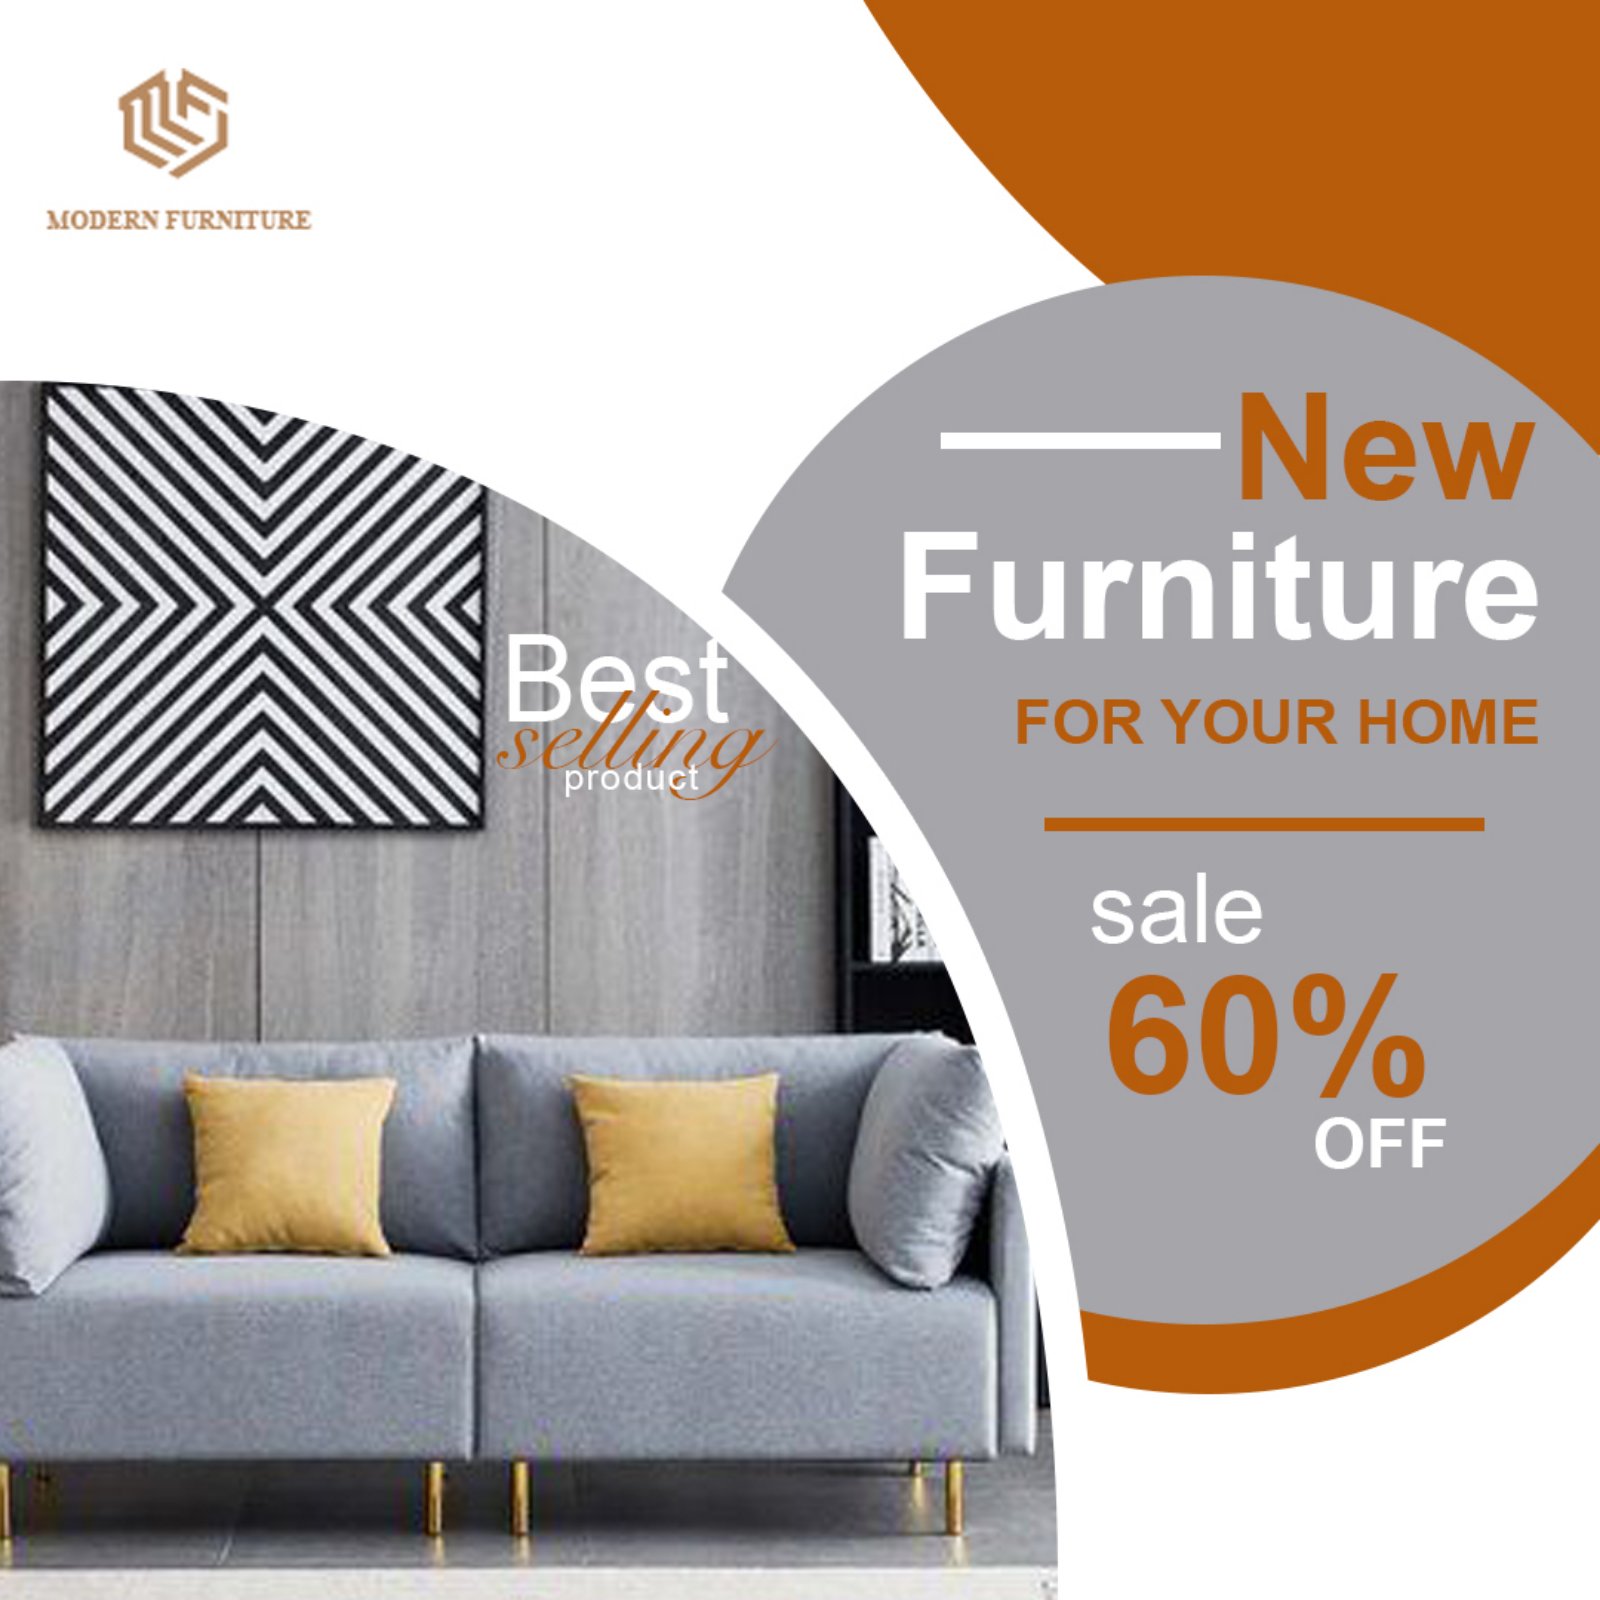 MODERN FURNITURE
New
Furniture
FOR YOUR HOME
Best
selling
product
sale
60%
OFF